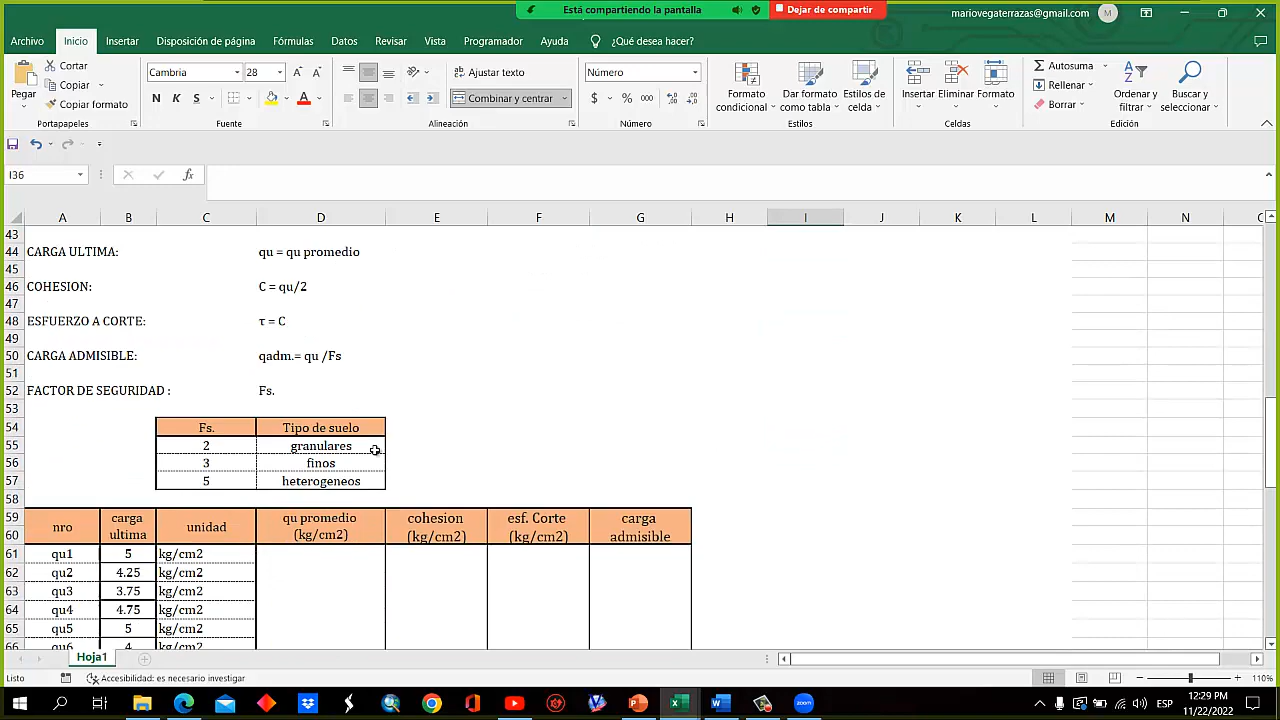 Está compartiendo la pantalla
Dejar de compartir
mariovegaterrazas@gmail.com
M
Archivo Inicio Insertar Disposición de página Fórmulas Datos Revisar Vista Programador Ayuda ¿Qué desea hacer?
Pegar
Cortar
Copiar
Copiar formato
Portapapeles
Cambria 28
N K S
Fuente
Ajustar texto
Combinar y centrar
Alineación
Número
$ % 000
Número
Formato condicional
Dar formato como tabla
Estilos de celda
Estilos
Insertar Eliminar Formato
Celdas
Autosuma
Rellenar
Borrar
Ordenar y filtrar
Buscar y seleccionar
Edición
I36
fx
A B C D E F G H I J K L M N
43
44 CARGA ULTIMA: qu = qu promedio
45
46 COHESION: C = qu/2
47
48 ESFUERZO A CORTE: τ = C
49
50 CARGA ADMISIBLE: qadm.= qu /Fs
51
52 FACTOR DE SEGURIDAD : Fs.
53
54 Fs. Tipo de suelo
55 2 granulares
56 3 finos
57 5 heterogeneos
58
59 nro carga unidad qu promedio cohesion esf. Corte carga
60 ultima (kg/cm2) (kg/cm2) (kg/cm2) admisible
61 qu1 5 kg/cm2
62 qu2 4.25 kg/cm2
63 qu3 3.75 kg/cm2
64 qu4 4.75 kg/cm2
65 qu5 5 kg/cm2
66 qu6 4 kg/cm2
Hoja1
Listo
Accesibilidad: es necesario investigar
110%
ESP
12:29 PM
11/22/2022